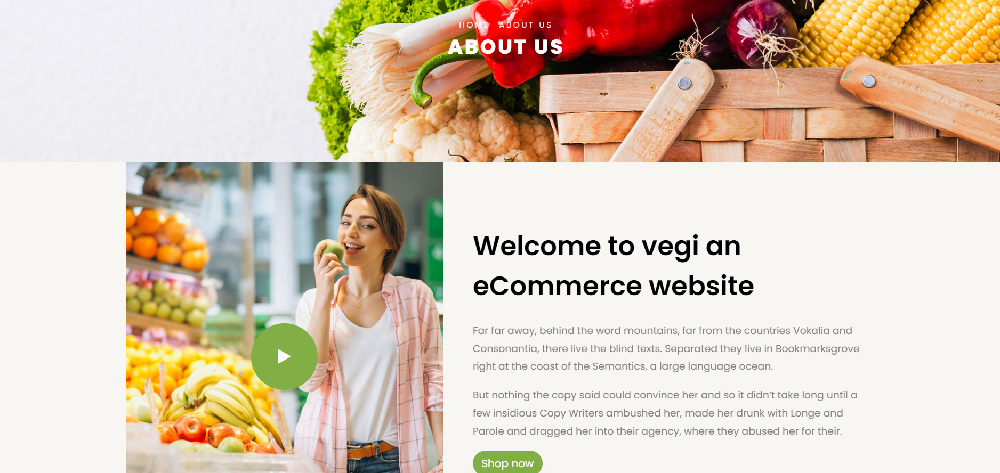 HOME ABOUT US
ABOUT US
Welcome to vegi an
eCommerce website
Far far away, behind the word mountains, far from the countries Vokalia and
Consonantia, there live the blind texts. Separated they live in Bookmarksgrove
right at the coast of the Semantics, a large language ocean.
But nothing the copy said could convince her and so it didn’t take long until a
few insidious Copy Writers ambushed her, made her drunk with Longe and
Parole and dragged her into their agency, where they abused her for their.
Shop now